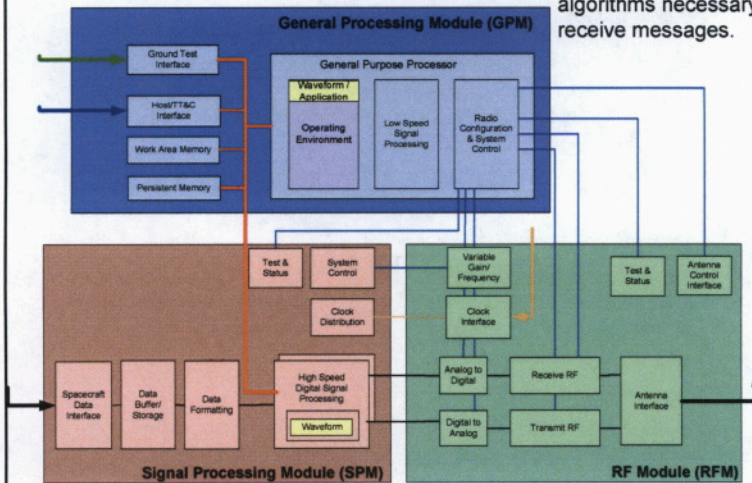 algorithms necessary
receive messages.
General Processing Module (GPM)
Ground Test
Interface
Host/TT&C
Interface
Work Area Memory
Persistent Memory
General Purpose Processor
Waveform /
Application
Operating
Environment
Low Speed
Signal
Processing
Radio
Configuration
& System
Control
Test &
Status
System
Control
Clock
Distribution
Spacecraft
Data
Interface
Data
Buffer/
Storage
Data
Formatting
High Speed
Digital Signal
Processing
Waveform
Signal Processing Module (SPM)
Variable
Gain/
Frequency
Clock
Interface
Test &
Status
Antenna
Control
Interface
Analog to
Digital
Receive RF
Digital to
Analog
Transmit RF
Antenna
Interface
RF Module (RFM)